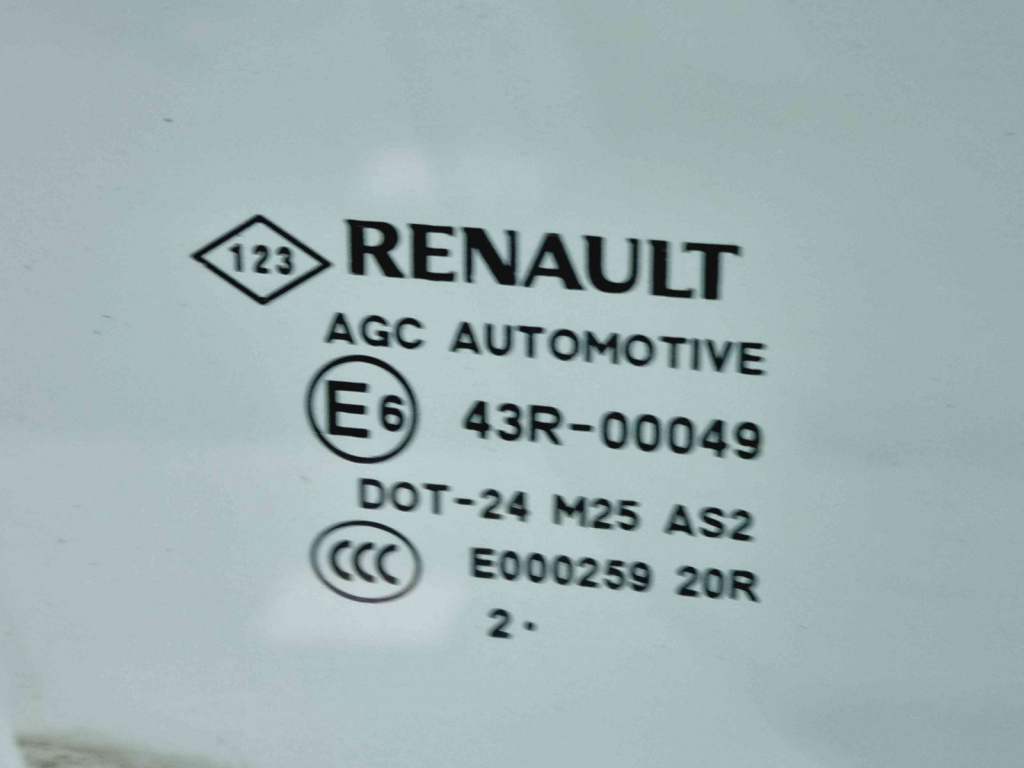 123 RENAULT
AGC AUTOMOTIVE
E6 43R-00049
DOT-24 M25 AS2
CCC E000259 20R
2 ·